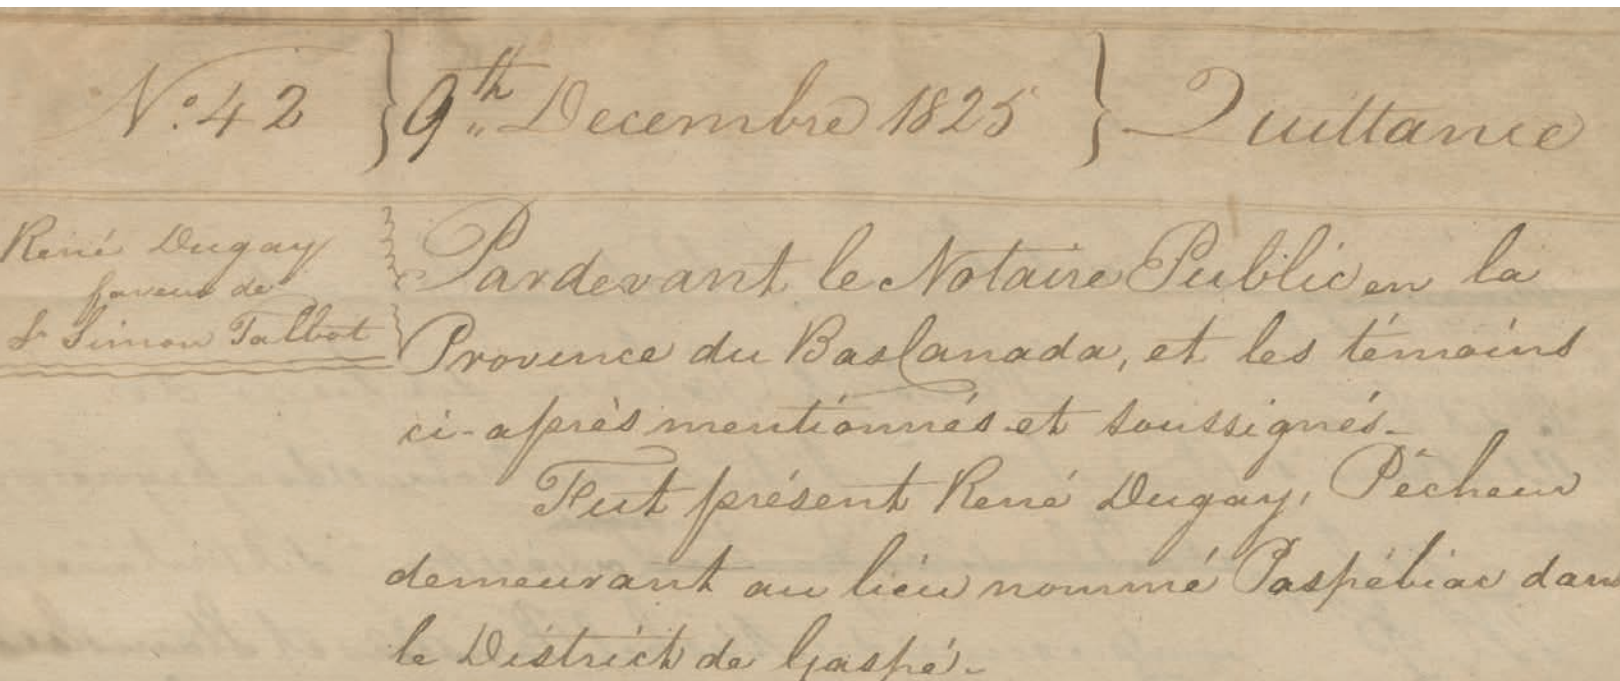 No. 42 } 9th Decembre 1825 } Quittance
René Dugay
faveur de
Sr Simon Talbot
Pardevant le Notaire Public en la
Province du Bas Canada, et les témoins
ci-après mentionnés et soussignés.
Fut présent René Dugay, Pêcheur
demeurant au lieu nommé Paspébiac dans
le District de Gaspé.